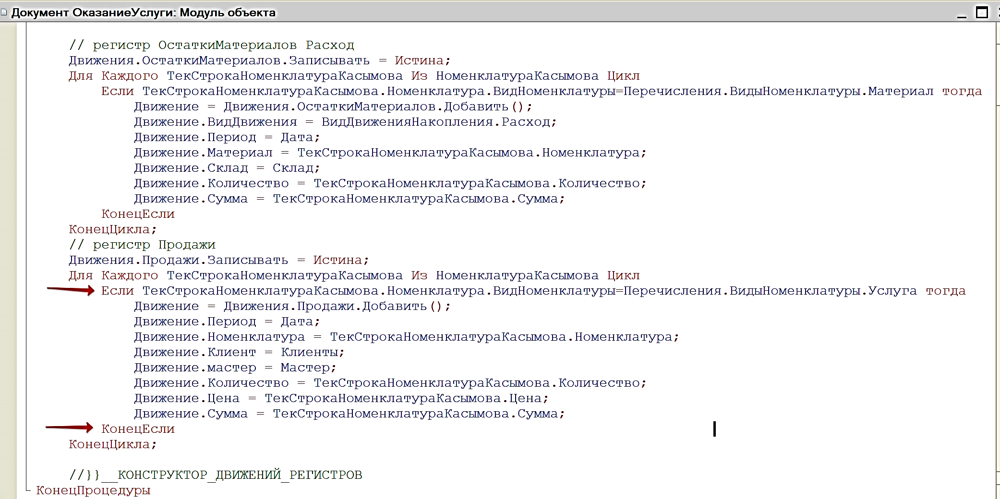 Документ ОказаниеУслуги: Модуль объекта
// регистр ОстаткиМатериалов Расход
Движения.ОстаткиМатериалов.Записывать = Истина;
Для Каждого ТекСтрокаНоменклатураКасымова Из НоменклатураКасымова Цикл
Если ТекСтрокаНоменклатураКасымова.Номенклатура.ВидНоменклатуры=Перечисления.ВидыНоменклатуры.Материал тогда
Движение = Движения.ОстаткиМатериалов.Добавить();
Движение.ВидДвижения = ВидДвиженияНакопления.Расход;
Движение.Период = Дата;
Движение.Материал = ТекСтрокаНоменклатураКасымова.Номенклатура;
Движение.Склад = Склад;
Движение.Количество = ТекСтрокаНоменклатураКасымова.Количество;
Движение.Сумма = ТекСтрокаНоменклатураКасымова.Сумма;
КонецЕсли
КонецЦикла;
// регистр Продажи
Движения.Продажи.Записывать = Истина;
Для Каждого ТекСтрокаНоменклатураКасымова Из НоменклатураКасымова Цикл
Если ТекСтрокаНоменклатураКасымова.Номенклатура.ВидНоменклатуры=Перечисления.ВидыНоменклатуры.Услуга тогда
Движение = Движения.Продажи.Добавить();
Движение.Период = Дата;
Движение.Номенклатура = ТекСтрокаНоменклатураКасымова.Номенклатура;
Движение.Клиент = Клиенты;
Движение.мастер = Мастер;
Движение.Количество = ТекСтрокаНоменклатураКасымова.Количество;
Движение.Цена = ТекСтрокаНоменклатураКасымова.Цена;
Движение.Сумма = ТекСтрокаНоменклатураКасымова.Сумма;
КонецЕсли
КонецЦикла;
//}}__КОНСТРУКТОР_ДВИЖЕНИЙ_РЕГИСТРОВ
КонецПроцедуры